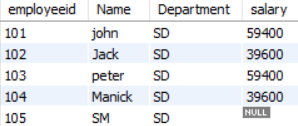 employeeid Name Department salary
101 john SD 59400
102 Jack SD 39600
103 peter SD 59400
104 Manick SD 39600
105 SM SD NULL